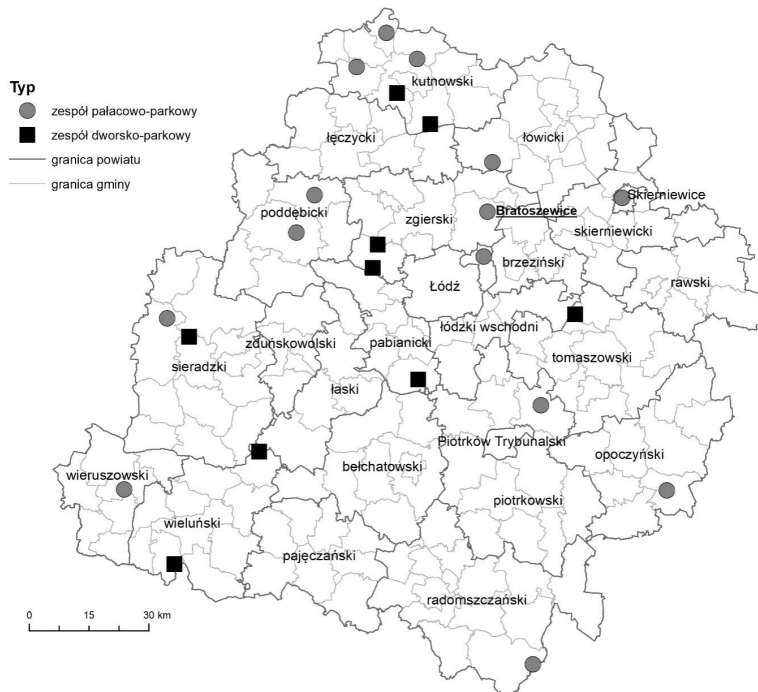 Typ
zespół pałacowo-parkowy
zespół dworsko-parkowy
granica powiatu
granica gminy
kutnowski
łęczycki
łowicki
Skierniewice
poddębicki
zgierski
Bratoszewice
skierniewicki
brzeziński
Łódź
rawski
łódzki wschodni
zduńskowolski
pabianicki
tomaszowski
sieradzki
łaski
Piotrków Trybunalski
opoczyński
bełchatowski
wieruszowski
piotrkowski
wieluński
pajęczański
radomszczański
0 15 30 km